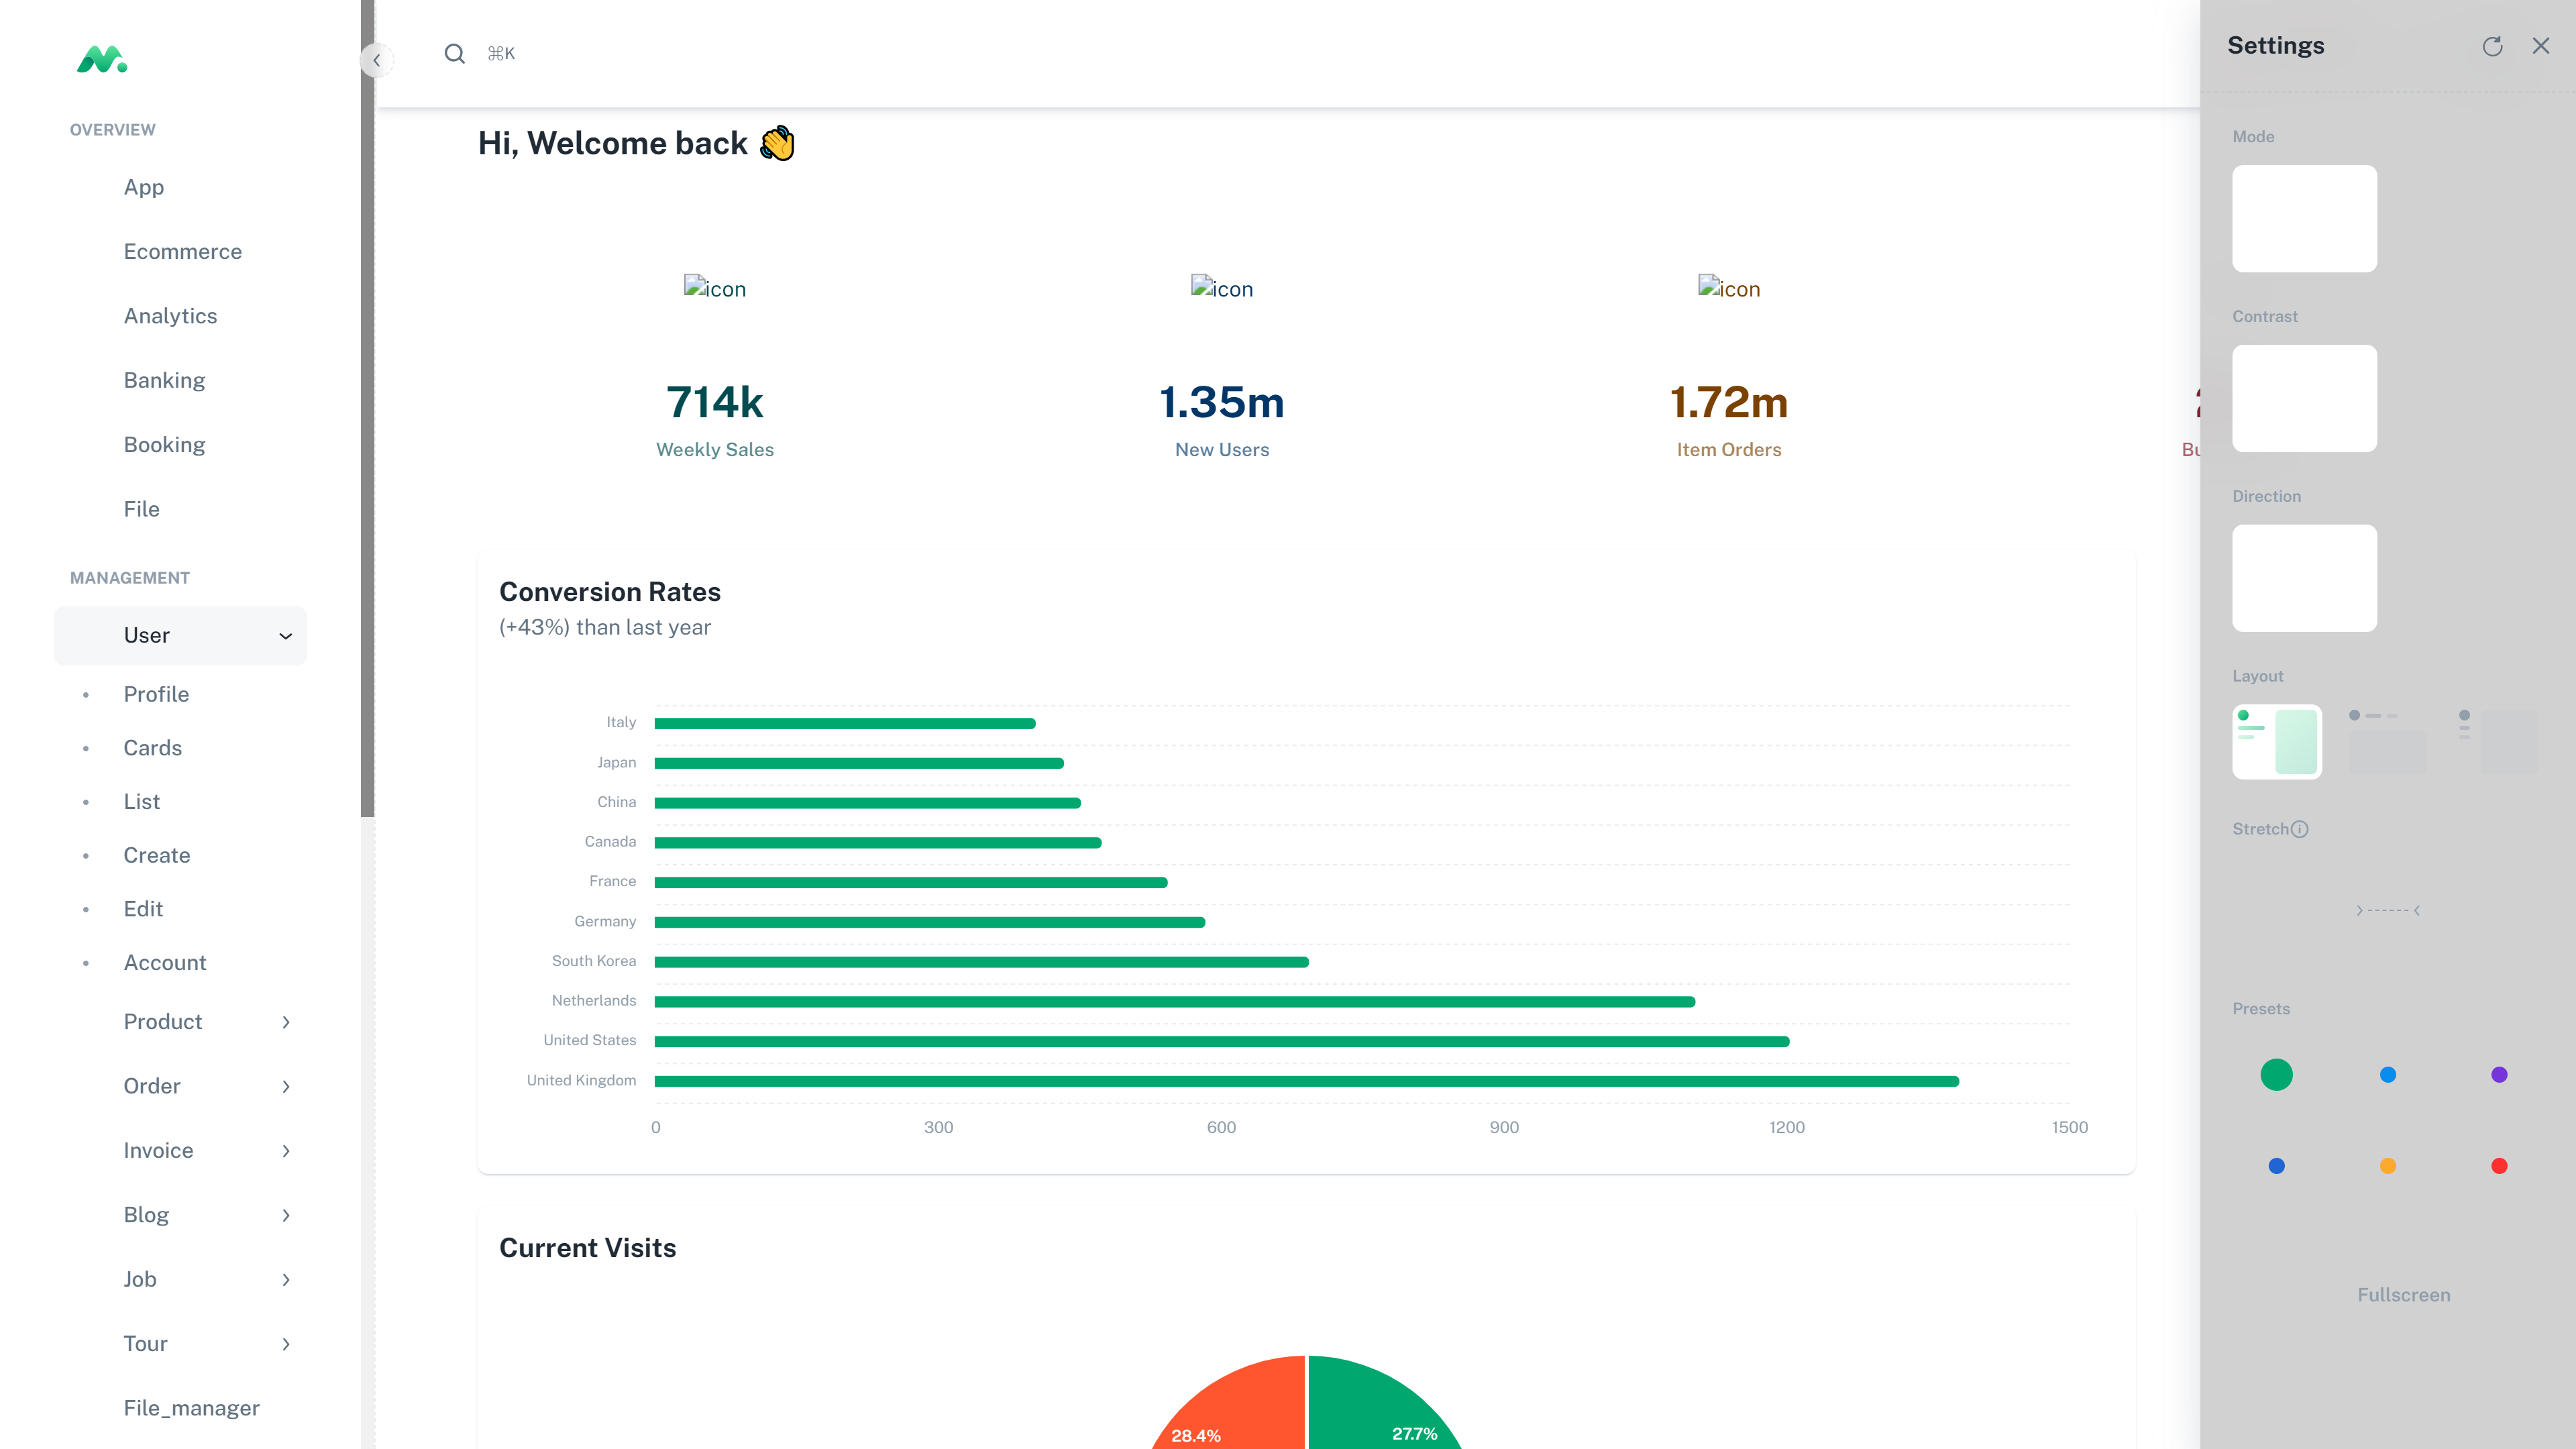 OVERVIEW
App
Ecommerce
Analytics
Banking
Booking
File
MANAGEMENT
User
Profile
Cards
List
Create
Edit
Account
Product
Order
Invoice
Blog
Job
Tour
File_manager
⌘K
Hi, Welcome back 👋
icon
714k
Weekly Sales
icon
1.35m
New Users
icon
1.72m
Item Orders
Conversion Rates
(+43%) than last year
Italy
Japan
China
Canada
France
Germany
South Korea
Netherlands
United States
United Kingdom
0 300 600 900 1200 1500
Current Visits
28.4%
27.7%
Settings
Mode
Contrast
Direction
Layout
Stretch
Presets
Fullscreen